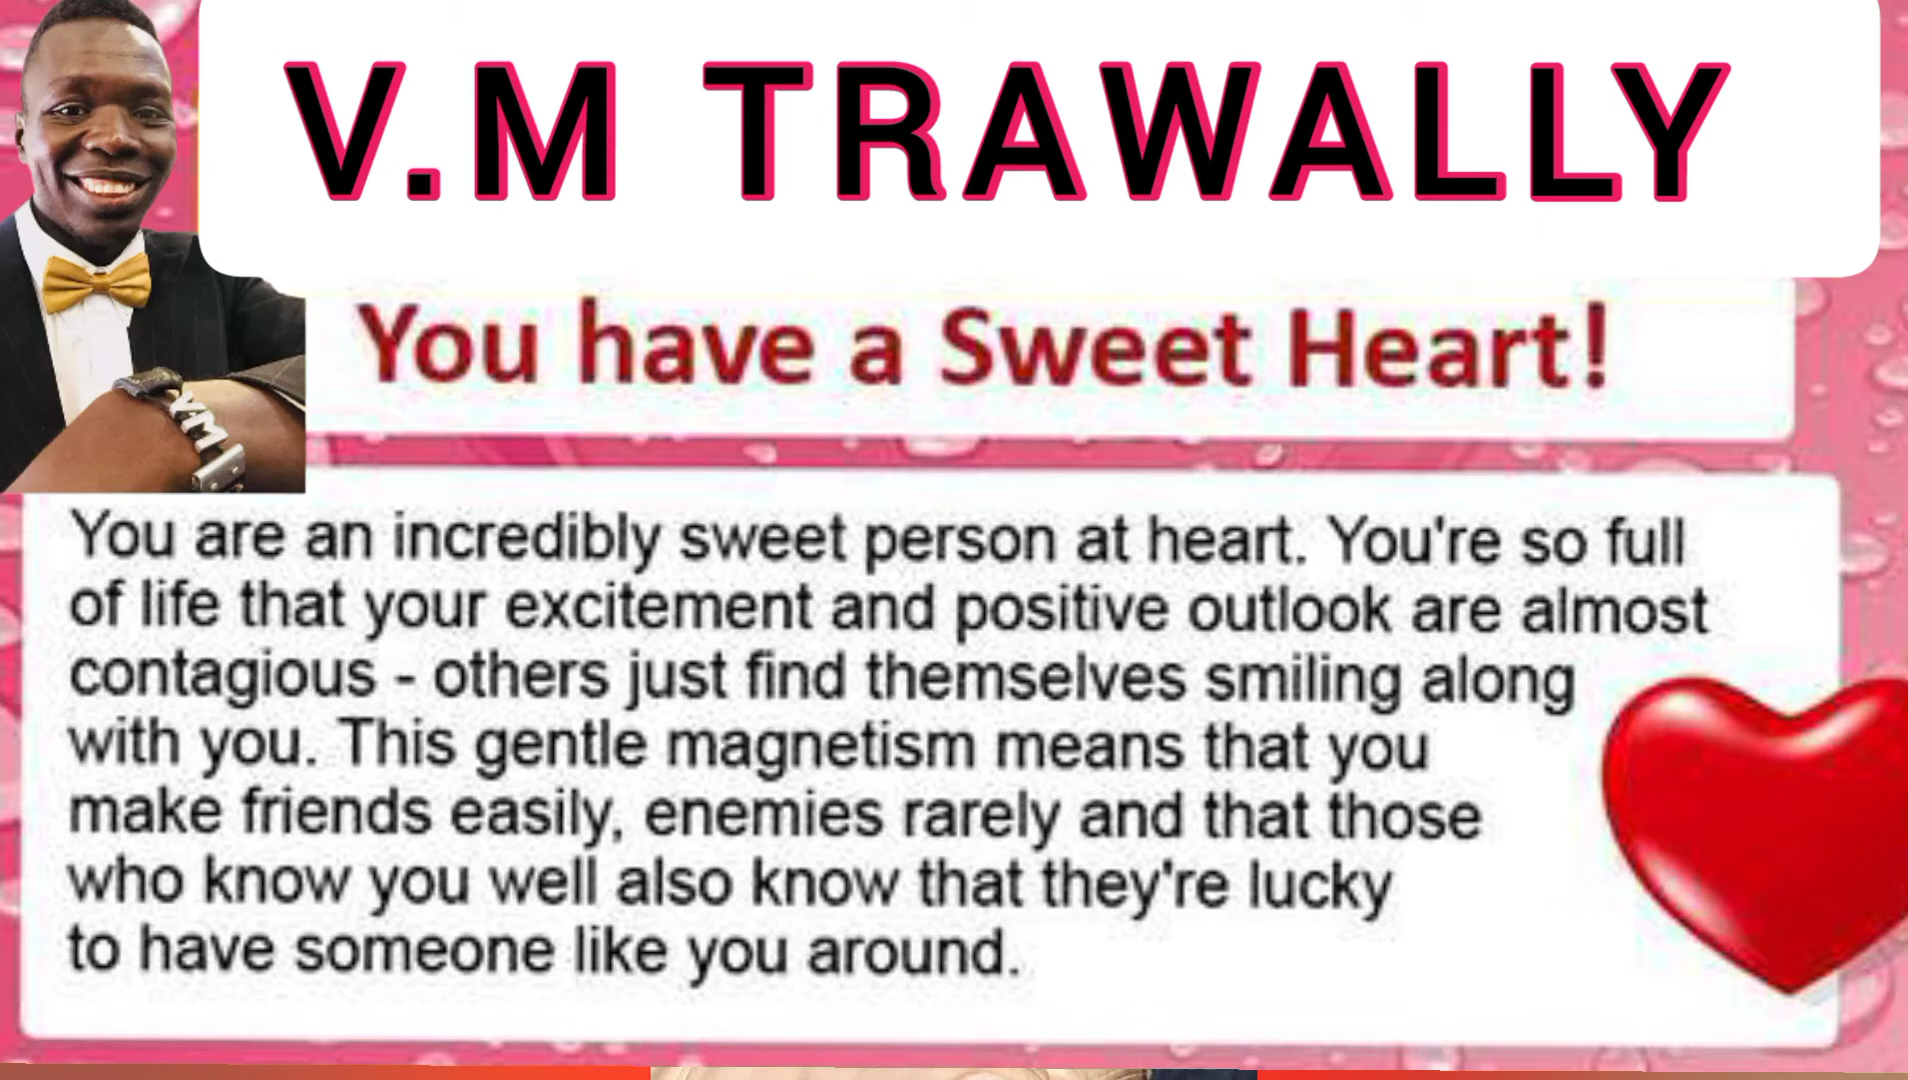 V.M TRAWALLY
You have a Sweet Heart!
VM
You are an incredibly sweet person at heart. You're so full
of life that your excitement and positive outlook are almost
contagious - others just find themselves smiling along
with you. This gentle magnetism means that you
make friends easily, enemies rarely and that those
who know you well also know that they're lucky
to have someone like you around.